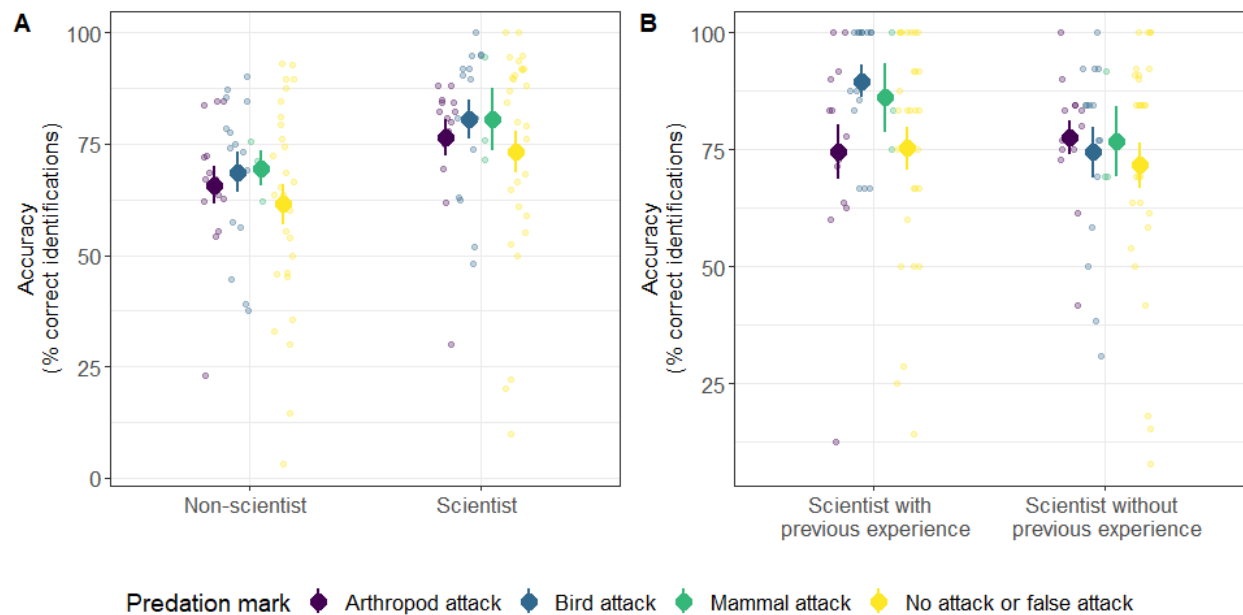 A
Accuracy
(% correct identifications)
100
75
50
25
0
Non-scientist
Scientist
B
Accuracy
(% correct identifications)
100
75
50
25
Scientist with
previous experience
Scientist without
previous experience
Predation mark
Arthropod attack
Bird attack
Mammal attack
No attack or false attack